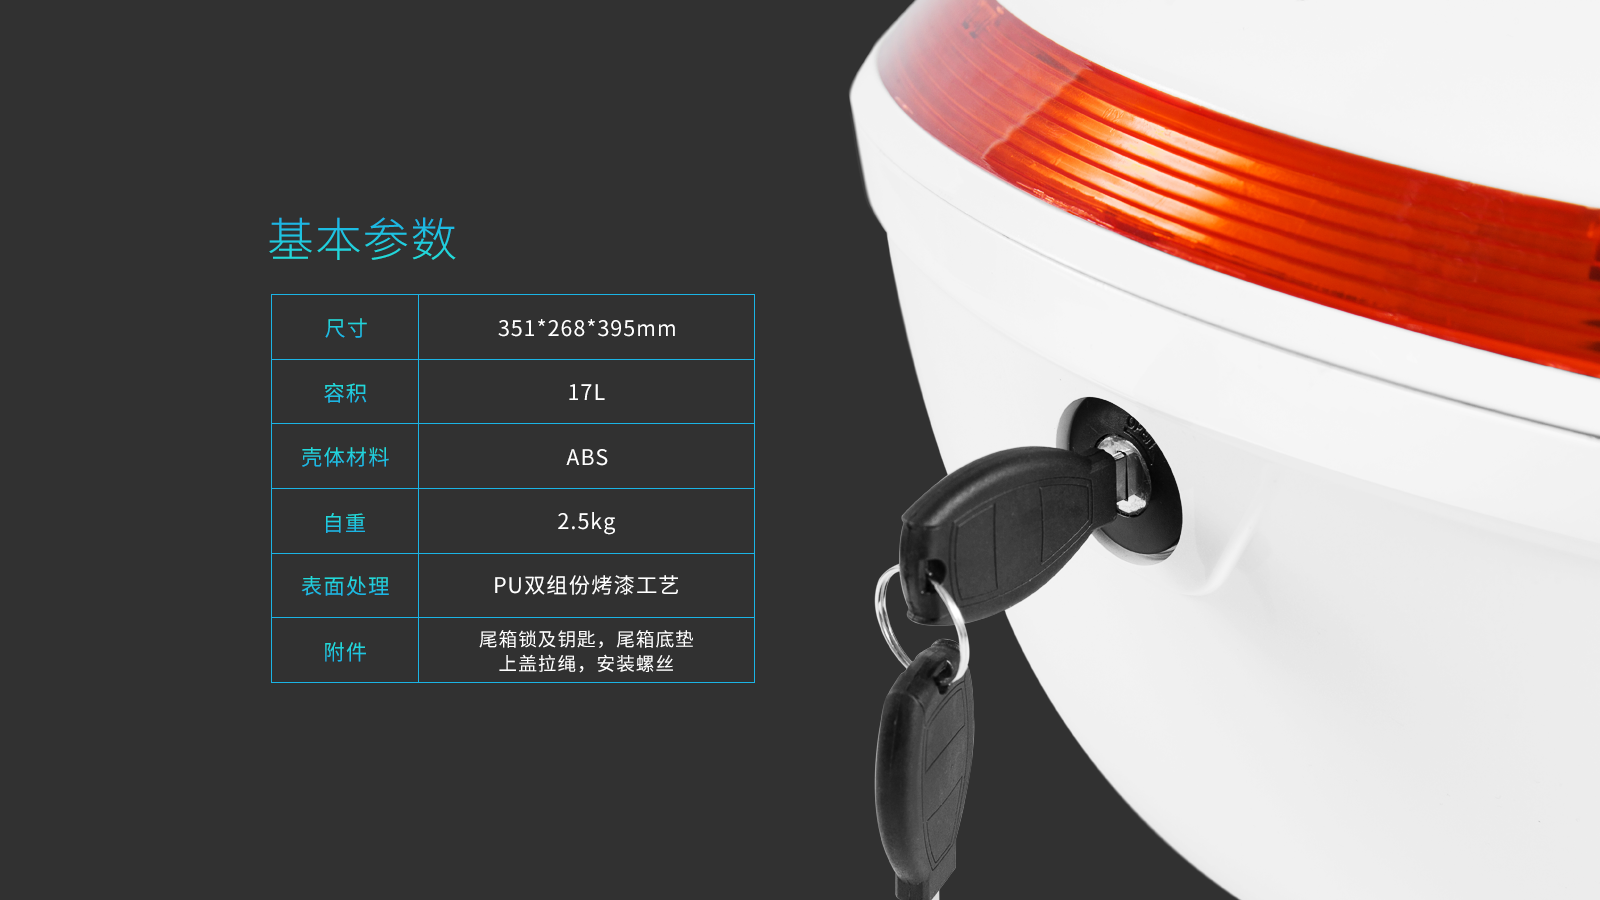 基本参数
尺寸 351*268*395mm
容积 17L
壳体材料 ABS
自重 2.5kg
表面处理 PU双组份烤漆工艺
附件 尾箱锁及钥匙，尾箱底垫
上盖拉绳，安装螺丝